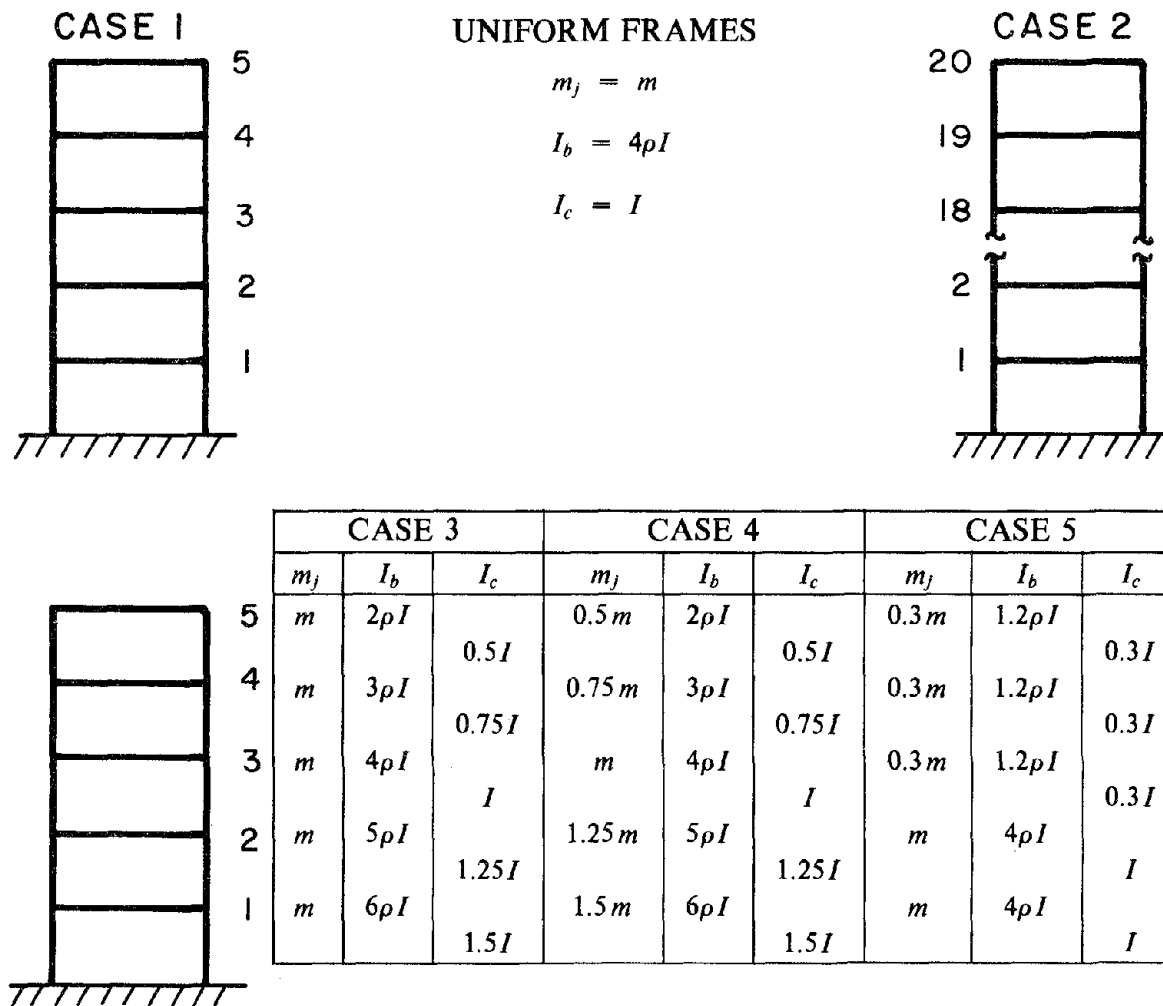 CASE 1 UNIFORM FRAMES CASE 2
5 20
m_j = m
4 19
I_b = 4ρI
3 18
I_c = I
2 2
1 1
CASE 3 CASE 4 CASE 5
m_j I_b I_c m_j I_b I_c m_j I_b I_c
5 m 2ρI 0.5m 2ρI 0.3m 1.2ρI
0.5I 0.5I 0.3I
4 m 3ρI 0.75m 3ρI 0.3m 1.2ρI
0.75I 0.75I 0.3I
3 m 4ρI m 4ρI 0.3m 1.2ρI
I I 0.3I
2 m 5ρI 1.25m 5ρI m 4ρI
1.25I 1.25I I
1 m 6ρI 1.5m 6ρI m 4ρI
1.5I 1.5I I